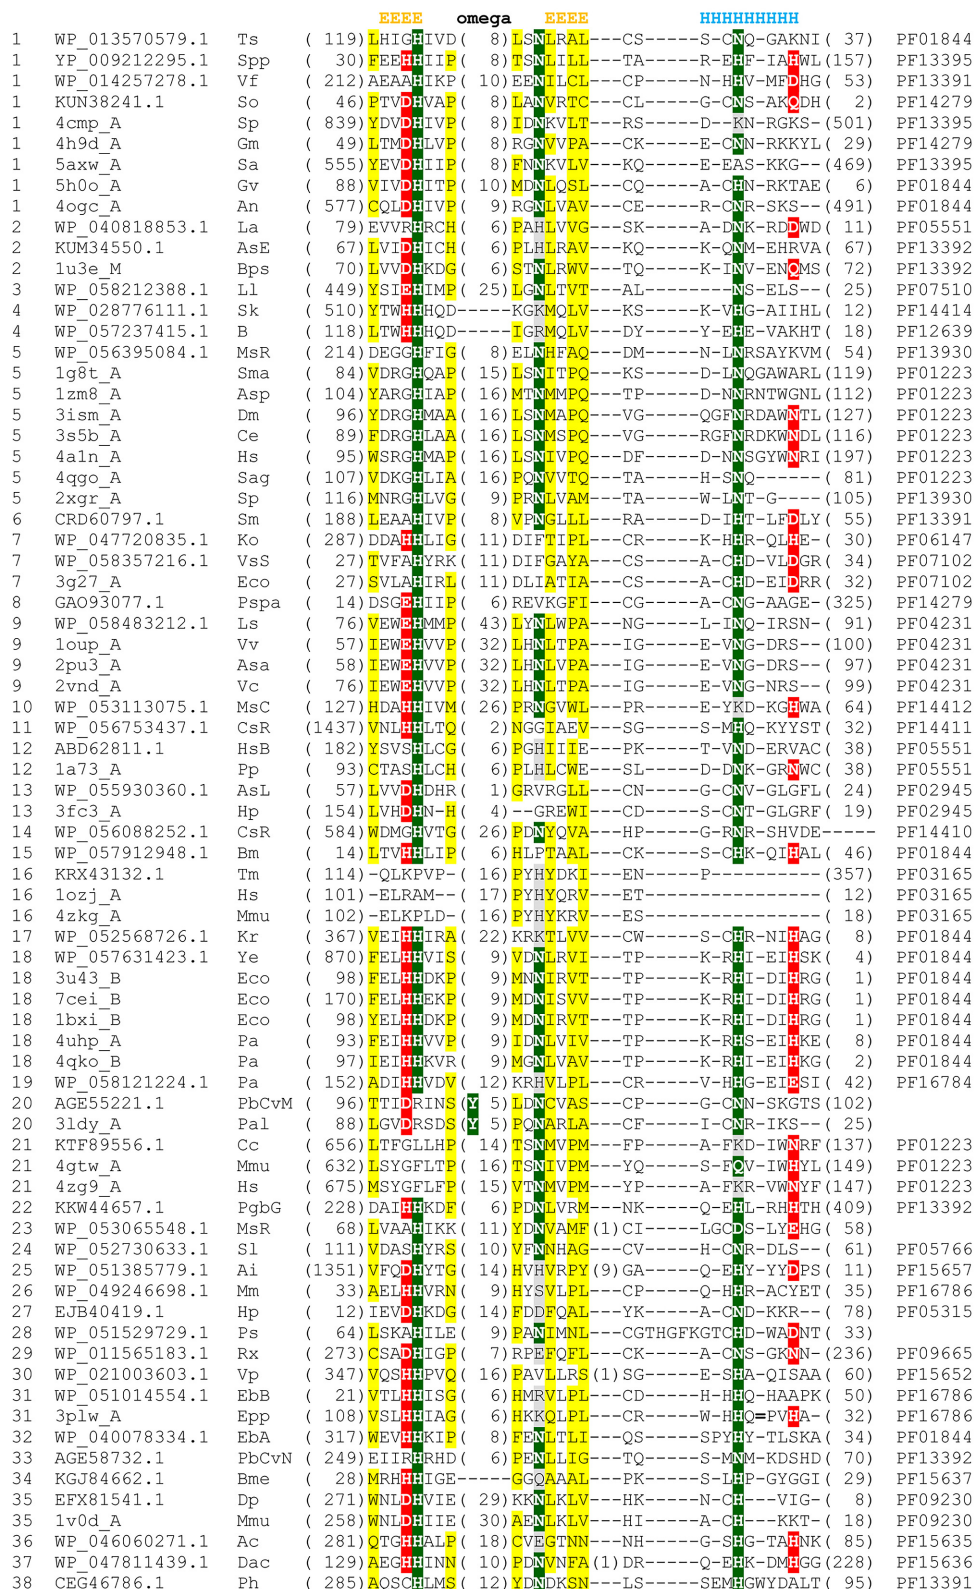 EEEE omega EEEE HHHHHHHHH
1 WP_013570579.1 Ts ( 119)LHIGHIVD( 8)LSNLRAL---CS-----S-CNQ-GAKNI( 37) PF01844
1 YP_009212295.1 Spp ( 30)FEEHHIIP( 8)TSNLILL---TA-----R-EHF-IAHWL(157) PF13395
1 WP_014257278.1 Vf ( 212)AEAAHIKP( 10)EENILCL---CP-----N-HHV-MFDHG( 53) PF13391
1 KUN38241.1 So ( 46)PTVDHVAP( 8)LANVRTC---CL-----G-CNS-AKQDH( 2) PF14279
1 4cmp_A Sp ( 839)YDVDHIVP( 8)IDNKVLT---RS-----D--KN-RGKS-(501) PF13395
1 4h9d_A Gm ( 49)LTMDHLVP( 8)RGNVVPA---CK-----E-CNN-RKKYL( 29) PF14279
1 5axw_A Sa ( 555)YEVDHIIP( 8)FNNKVLV---KQ-----E-EAS-KKG--(469) PF13395
1 5h0o_A Gv ( 88)VIVDHITP( 10)MDNLQSL---CQ-----A-CHN-RKTAE( 6) PF01844
1 4ogc_A An ( 577)CQLDHIVP( 9)RGNLVAV---CE-----R-CNR-SKS--(491) PF01844
2 WP_040818853.1 La ( 79)EVVRHRCH( 6)PAHLVVG---SK-----A-DNK-RDDWD( 11) PF05551
2 KUM34550.1 AsE ( 67)LVIDHICH( 6)PLHLRAV---TK-----Q-NKM-EHRVA( 67) PF13392
2 1u3e_M Bps ( 70)LVVDHKDG( 6)STNLRWV---TQ-----K-INV-ENQMS( 72) PF13392
3 WP_058212388.1 Ll ( 449)YSIEHIMP( 25)LGNLTVT---AL--------NS-ELS--( 25) PF07510
4 WP_028776111.1 Sk ( 510)YTWHHHQD-----KGKMQLV---KS-----K-VHG-AIIHL( 12) PF14414
4 WP_057237415.1 B ( 118)LTWHHHQD-----IGRMQLV---DY-----Y-EHE-VAKHT( 18) PF12639
5 WP_056395084.1 MsR ( 214)DEGGHFIG( 8)ELNHFAQ---DM-----N-LNRSAYKVM( 54) PF13930
5 1g8t_A Sma ( 84)VDRGHQAP( 15)LSNITPQ---KS-----D-LNQGAWARL(119) PF01223
5 1zm8_A Asp ( 104)YARGHIAP( 16)MTNMMPQ---TP-----D-NNRNTWGNL(112) PF01223
5 3ism_A Dm ( 96)YDRGHMAA( 16)LSNMAPQ---VG-----QGFNRDAWNTL(127) PF01223
5 3s5b_A Ce ( 89)FDRGHLAA( 16)LSNMSPQ---VG-----RGFNRDKWNDL(116) PF01223
5 4a1n_A Hs ( 95)WSRGHMAP( 16)LSNIVPQ---DF-----D-NNSGYWNRI(197) PF01223
5 4qgo_A Sag ( 107)VDKGHLIA( 16)PQNVVTQ---TA-----H-SNQ------( 81) PF01223
5 2xgr_A Sp ( 116)MNRGHLVG( 9)PRNLVAM---TA-----W-LNT-G----(105) PF13930
6 CRD60797.1 Sm ( 188)LEAAHIVP( 8)VPNGLLL---RA-----D-IHT-LFDLY( 55) PF13391
7 WP_047720835.1 Ko ( 287)DDAHHLIG( 11)DIFTIPL---CR-----K-HHR-QLHE-( 30) PF06147
7 WP_058357216.1 VsS ( 27)TVFAHYRK( 11)DIFGAYA---CS-----A-CHD-VLDGR( 34) PF07102
7 3g27_A Eco ( 27)SVLAHIRL( 11)DLIATIA---CS-----A-CHD-EIDRR( 32) PF07102
8 GAO93077.1 Pspa ( 14)DSGEHIIP( 6)REVKGFI---CG-----A-CNG-AAGE-(325) PF14279
9 WP_058483212.1 Ls ( 76)VEWEHMMP( 43)LYNLWPA---NG-----L-INQ-IRSN-( 91) PF04231
9 1oup_A Vv ( 57)IEWEHVVP( 32)LHNLTPA---IG-----E-VNG-DRS--(100) PF04231
9 2pu3_A Asa ( 58)IEWEHVVP( 32)LHNLVPA---IG-----E-VNG-DRS--( 97) PF04231
9 2vnd_A Vc ( 76)IEWEHVVP( 32)LHNLTPA---IG-----E-VNG-NRS--( 99) PF04231
10 WP_053113075.1 MsC ( 127)HDAHHIVM( 26)PRNGVWL---PR-----E-YKD-KGHWA( 64) PF14412
11 WP_056753437.1 CsR (1437)VNLHHLTQ( 2)NGGIAEV---SG-----S-MHQ-KYYST( 32) PF14411
12 ABD62811.1 HsB ( 182)YSVSHLCG( 6)PGHIIIE---PK-----T-VND-ERVAC( 38) PF05551
12 1a73_A Pp ( 93)CTASHLCH( 6)PLHLCWE---SL-----D-DNK-GRNWC( 38) PF05551
13 WP_055930360.1 AsL ( 57)LVVDHDHR( 1)GRVRGLL---CN-----G-CNV-GLGFL( 24) PF02945
13 3fc3_A Hp ( 154)LVHDHN-H( 4)--GREWI---CD-----S-CNT-GLGRF( 19) PF02945
14 WP_056088252.1 CsR ( 584)WDMGHVTG( 26)PDNYQVA---HP-----G-RNR-SHVDE----- PF14410
15 WP_057912948.1 Bm ( 14)LTVHHLIP( 6)HLPTAAL---CK-----S-CHK-QIHAL( 46) PF01844
16 KRX43132.1 Tm ( 114)-QLKPVP-( 16)PYHYDKI---EN-----P----------(357) PF03165
16 1ozj_A Hs ( 101)-ELRAM--( 17)PYHYQRV---ET----------------( 12) PF03165
16 4zkg_A Mmu ( 102)-ELKPLD-( 16)PYHYKRV---ES----------------( 18) PF03165
17 WP_052568726.1 Kr ( 367)VEIHHIRA( 22)KRKTLVV---CW-----S-CHR-NIHAG( 8) PF01844
18 WP_057631423.1 Ye ( 870)FELHHVIS( 9)VDNLRVI---TP-----K-RHI-EIHSK( 4) PF01844
18 3u43_B Eco ( 98)FELHHDKP( 9)MDNIRVT---TP-----K-RHI-DIHRG( 1) PF01844
18 7cei_B Eco ( 170)FELHHEKP( 9)MNNISVV---TP-----K-RHI-DIHRG( 1) PF01844
18 1bxi_B Eco ( 98)YELHHDKP( 9)MDNIRVT---TP-----K-RHI-DIHRG( 1) PF01844
18 4uhp_A Pa ( 93)FEIHHVVP( 9)IDNIVIV---TP-----K-RHS-EIHKE( 8) PF01844
18 4qko_B Pa ( 97)LEIHHKVR( 9)MGNLVAV---TP-----K-RHI-EIHKG( 2) PF01844
19 WP_058121224.1 Pa ( 152)ADIHHVDV( 12)KRHVLPL---CR-----V-HHG-EIESI( 42) PF16784
20 AGE55221.1 PbCvM ( 96)TTIDRINS(Y 5)LDNCVAS---CN-----S-CNN-SKGTS(102)
20 3ldy_A Pal ( 88)LGVDRSDS(Y 5)PQNARLA---CF-----I-CNR-IKS--( 25)
21 KTF89556.1 Cc ( 656)LTFGLLHP( 14)TSNMVPM---FP-----A-FKD-IWNRF(137) PF01223
21 4gtw_A Mmu ( 632)LSYGFLTP( 16)TSNIVPM---YQ-----S-FQV-IWHYL(149) PF01223
21 4zg9_A Hs ( 675)MSYGFLFP( 15)VTNMVPM---YP-----A-FKR-VWNYF(147) PF01223
22 KKW44657.1 PgbG ( 228)DAIHHKDF( 6)PDNLVRM---NK-----Q-EHL-RHHTH(409) PF13392
23 WP_053065548.1 MsR ( 68)LVAAHIKK( 11)YDNVAMF(1)CI-----LGCDS-LYEHG( 58)
24 WP_052730633.1 Sl ( 111)VDASHYRS( 10)VFNNHAG---CV-----H-CNR-DLS--( 61) PF05766
25 WP_051385779.1 Ai (1351)VFQDHYTG( 14)HVHVRPY(9)GA-----Q-EHY-YYDPS( 11) PF15657
26 WP_049246698.1 Mm ( 33)AELHHVRN( 9)HYSVLPL---CP-----Q-HHR-ACYET( 35) PF16786
27 EJB40419.1 Hp ( 12)IEVDHKDG( 14)FDDFQAL---YK-----A-CND-KKR--( 78) PF05315
28 WP_051529729.1 Ps ( 64)LSKAHILE( 9)PANIMNL---CGTHGFKGTCHD-WADNT( 33)
29 WP_011565183.1 Rx ( 273)CSADHIGP( 7)RPEFQFL---CK-----A-CNS-GKNN-(236) PF09665
30 WP_021003603.1 Vp ( 347)VQSHHPVQ( 16)PAVLLRS(1)SG-----E-SHA-QISAA( 60) PF15652
31 WP_051014554.1 EbB ( 21)VTLHHISG( 6)HMRVLPL---CD-----H-HHQ-HAAPK( 50) PF16786
31 3plw_A Epp ( 108)VSLHHIAG( 6)HKKQLPL---CR-----W-HHQ=PVHA-( 32) PF16786
32 WP_040078334.1 EbA ( 317)WEVHHKIP( 8)FENLTLI---QS-----SPYHY-TLSKA( 34) PF01844
33 AGE58732.1 PbCvN ( 249)EIIRHRHD( 6)PENLLIG---TQ-----S-MNM-KDSHD( 70) PF13392
34 KGJ84662.1 Bme ( 28)MRHHHIGE-----GGQAAAL---PK-----S-LHP-GYGGI( 29) PF15637
35 EFX81541.1 Dp ( 271)WNLDHVIE( 29)KKNLKLV---HK-----N-CH---VIG-( 8) PF09230
35 1v0d_A Mmu ( 258)WNLDHIIE( 30)AENLKLV---HI-----A-CH---KKT-( 18) PF09230
36 WP_046060271.1 Ac ( 281)QTGHHALP( 18)CVEGTNN---NH-----G-SHG-TAHNK( 85) PF15635
37 WP_047811439.1 Dac ( 129)AEGHHINN( 10)PDNVNFA(1)DR-----Q-EHK-DMHGG(228) PF15636
38 CEG46786.1 Ph ( 285)AQSCHLMS( 12)YDNDKSN---LS-----SEMHGWYDALT( 95) PF13391